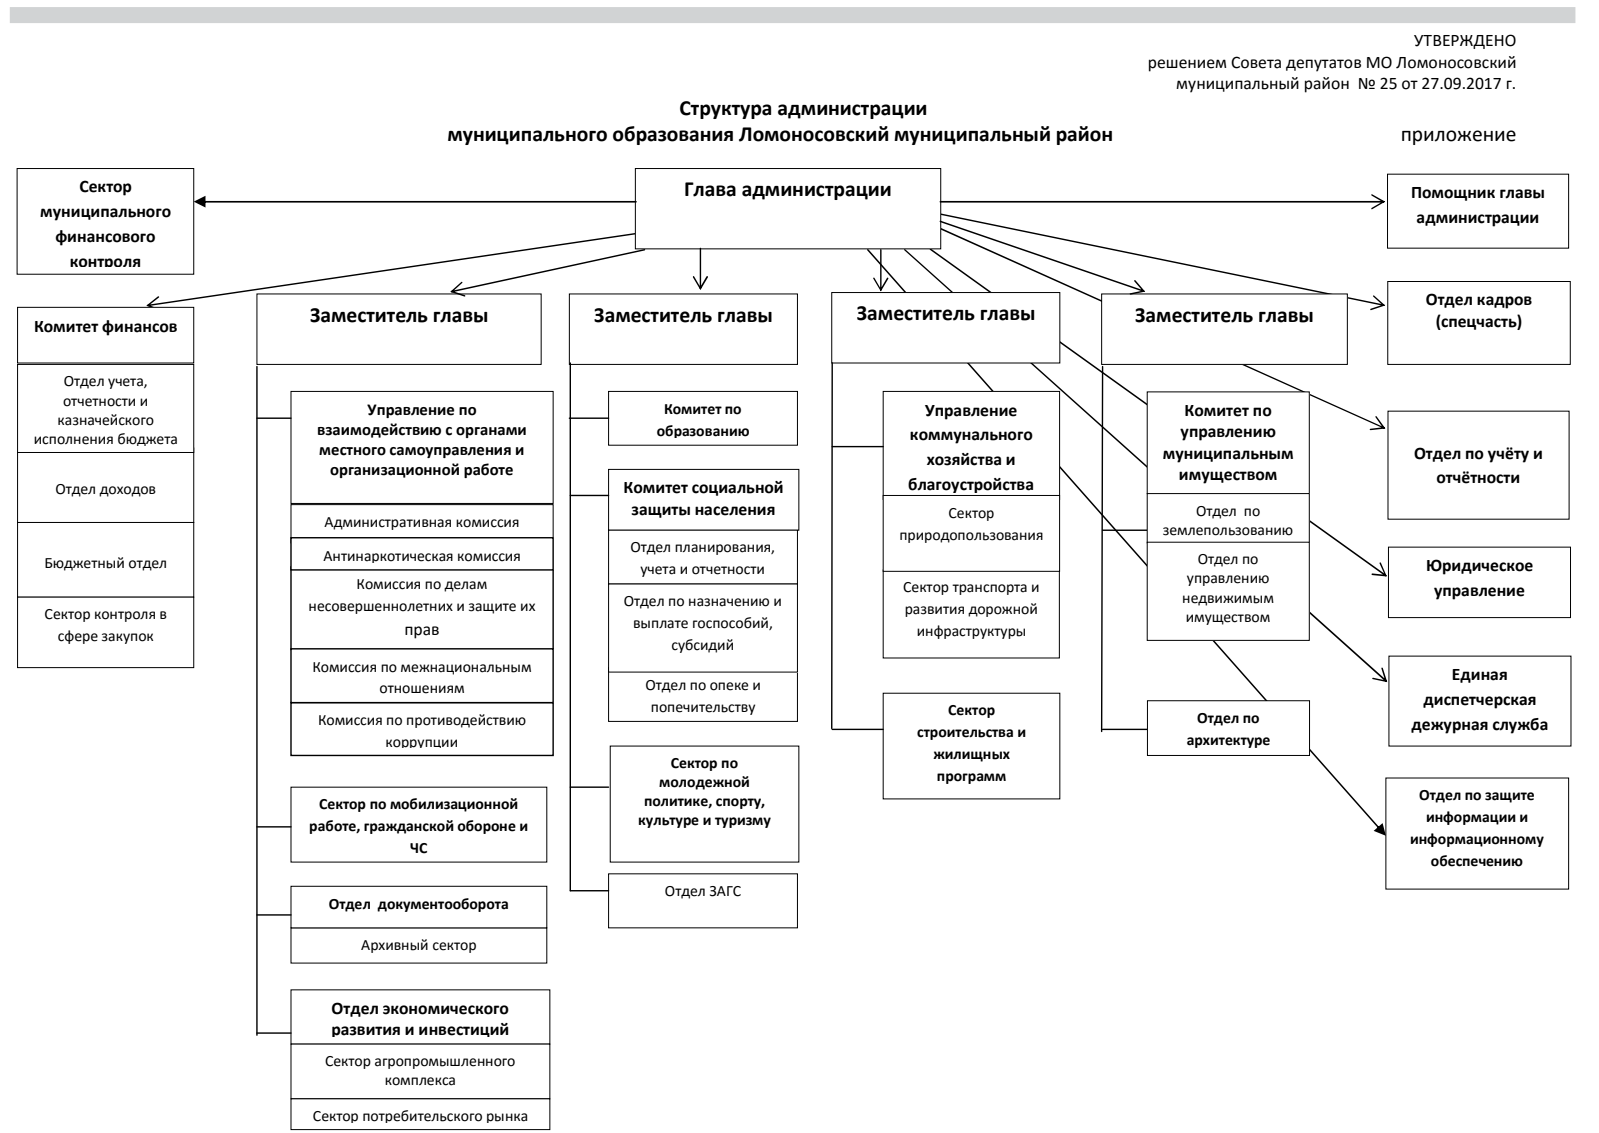 УТВЕРЖДЕНО
решением Совета депутатов МО Ломоносовский
муниципальный район № 25 от 27.09.2017 г.
Структура администрации
муниципального образования Ломоносовский муниципальный район
приложение
Сектор
муниципального
финансового
контроля
Глава администрации
Помощник главы
администрации
Комитет финансов
Отдел учета,
отчетности и
казначейского
исполнения бюджета
Отдел доходов
Бюджетный отдел
Сектор контроля в
сфере закупок
Заместитель главы
Управление по
взаимодействию с органами
местного самоуправления и
организационной работе
Административная комиссия
Антинаркотическая комиссия
Комиссия по делам
несовершеннолетних и защите их
прав
Комиссия по межнациональным
отношениям
Комиссия по противодействию
коррупции
Сектор по мобилизационной
работе, гражданской обороне и
ЧС
Отдел документооборота
Архивный сектор
Отдел экономического
развития и инвестиций
Сектор агропромышленного
комплекса
Сектор потребительского рынка
Заместитель главы
Комитет по
образованию
Комитет социальной
защиты населения
Отдел планирования,
учета и отчетности
Отдел по назначению и
выплате госпособий,
субсидий
Отдел по опеке и
попечительству
Сектор по
молодежной
политике, спорту,
культуре и туризму
Отдел ЗАГС
Заместитель главы
Управление
коммунального
хозяйства и
благоустройства
Сектор
природопользования
Сектор транспорта и
развития дорожной
инфраструктуры
Сектор
строительства и
жилищных
программ
Заместитель главы
Комитет по
управлению
муниципальным
имуществом
Отдел по
землепользованию
Отдел по
управлению
недвижимым
имуществом
Отдел по
архитектуре
Отдел кадров
(спецчасть)
Отдел по учёту и
отчётности
Юридическое
управление
Единая
диспетчерская
дежурная служба
Отдел по защите
информации и
информационному
обеспечению